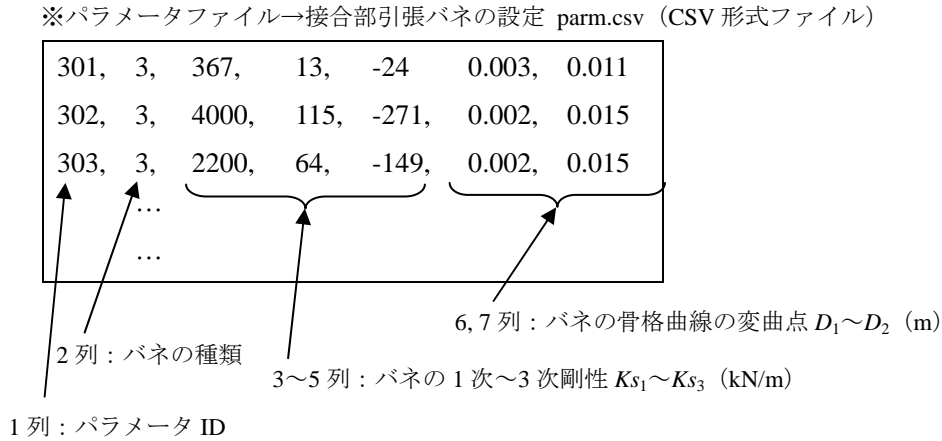 ※パラメータファイル→接合部引張バネの設定 parm.csv（CSV 形式ファイル）
301, 3, 367, 13, -24 0.003, 0.011
302, 3, 4000, 115, -271, 0.002, 0.015
303, 3, 2200, 64, -149, 0.002, 0.015
…
…
6, 7 列：バネの骨格曲線の変曲点 D₁～D₂（m）
2 列：バネの種類
3～5 列：バネの 1 次～3 次剛性 Ks₁～Ks₃（kN/m）
1 列：パラメータ ID